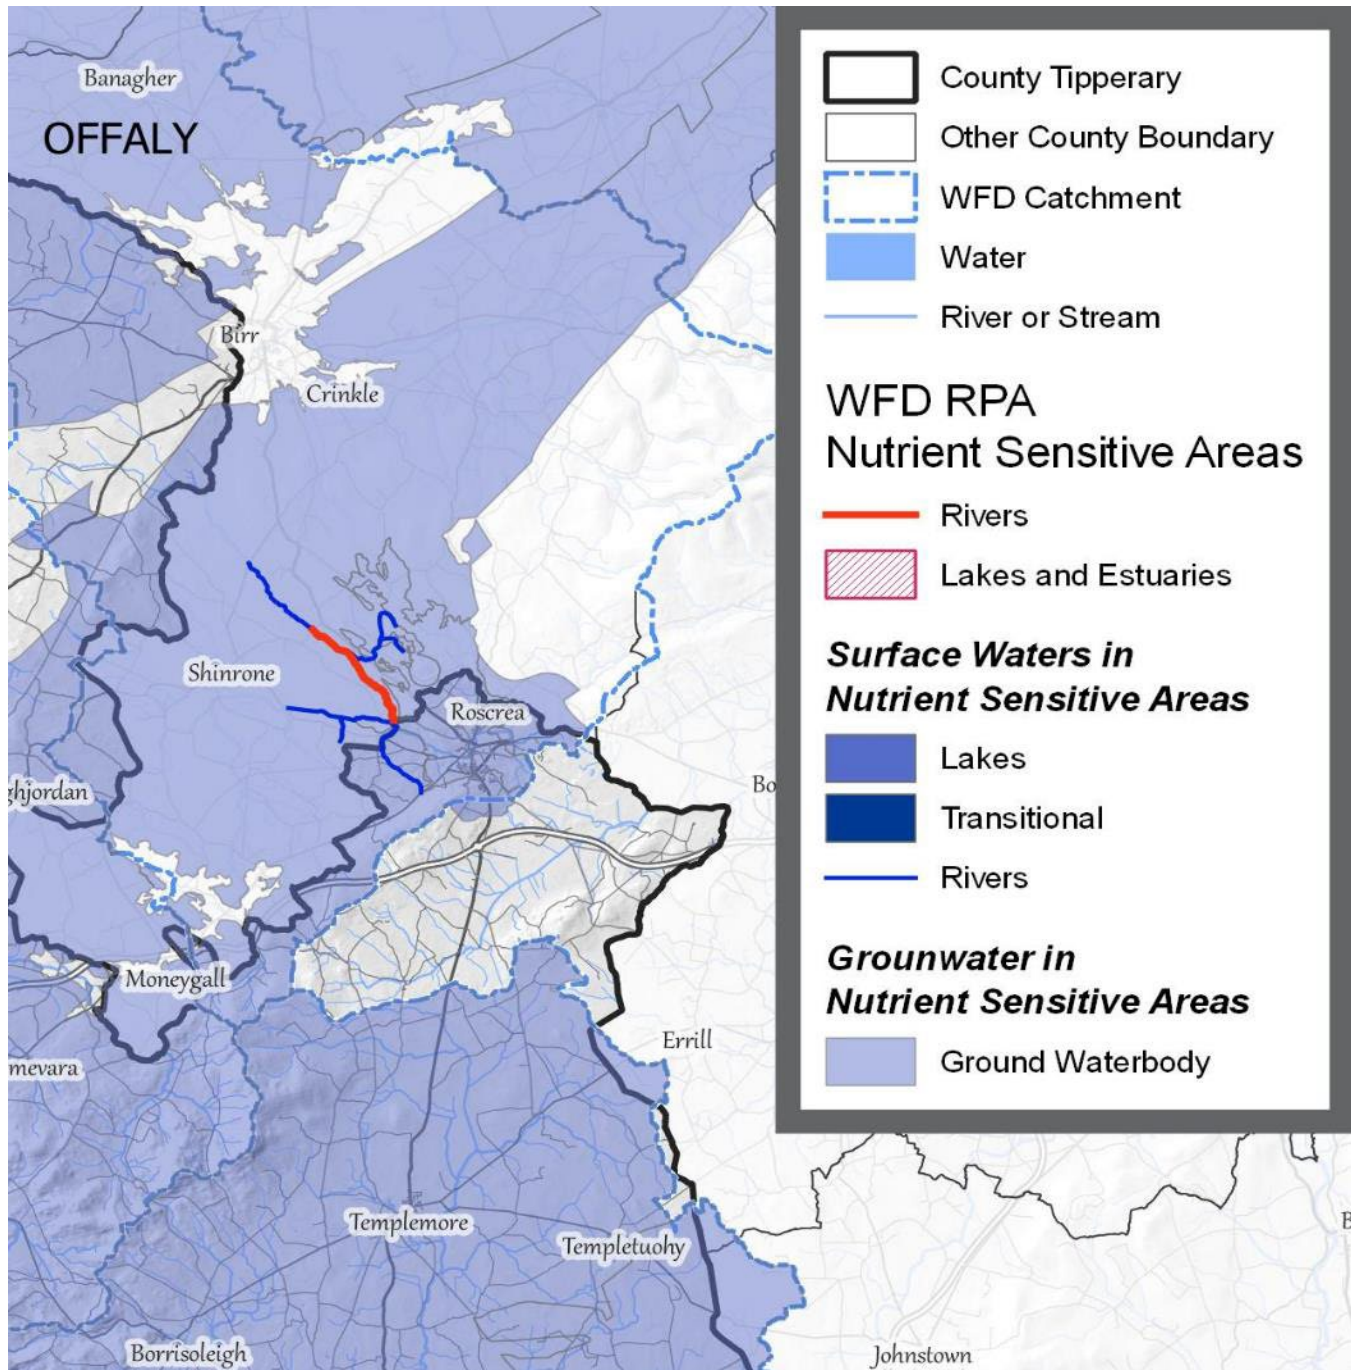 Banagher
OFFALY
Birr
Crinkle
Shinrone
Roscrea
ghjordan
Bo
Moneygall
Errill
mevara
Templemore
Templetuohy
Borrisoleigh
Johnstown
B
County Tipperary
Other County Boundary
WFD Catchment
Water
River or Stream
WFD RPA
Nutrient Sensitive Areas
Rivers
Lakes and Estuaries
Surface Waters in
Nutrient Sensitive Areas
Lakes
Transitional
Rivers
Grounwater in
Nutrient Sensitive Areas
Ground Waterbody